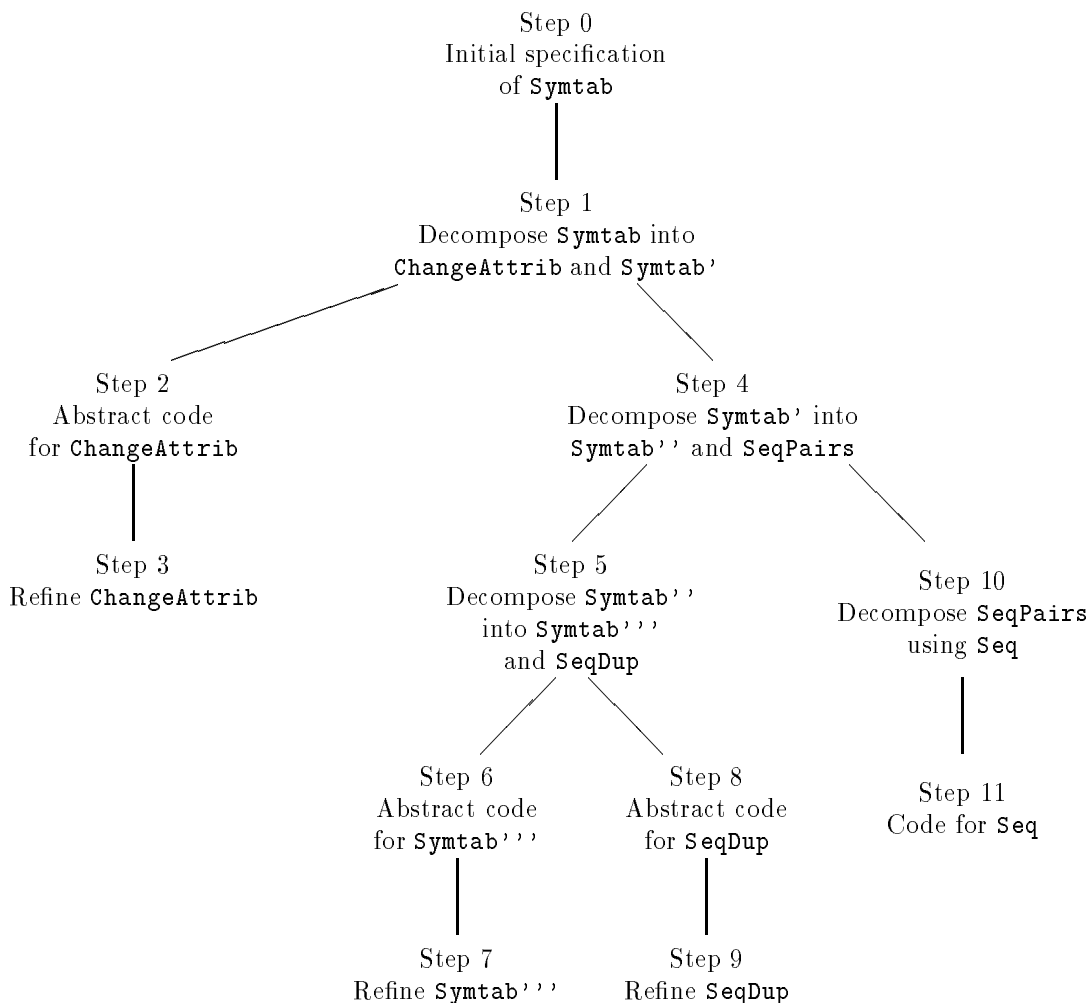 Step 0
Initial specification
of Symtab
Step 1
Decompose Symtab into
ChangeAttrib and Symtab'
Step 2
Abstract code
for ChangeAttrib
Step 3
Refine ChangeAttrib
Step 4
Decompose Symtab' into
Symtab'' and SeqPairs
Step 5
Decompose Symtab''
into Symtab'''
and SeqDup
Step 6
Abstract code
for Symtab'''
Step 7
Refine Symtab'''
Step 8
Abstract code
for SeqDup
Step 9
Refine SeqDup
Step 10
Decompose SeqPairs
using Seq
Step 11
Code for Seq